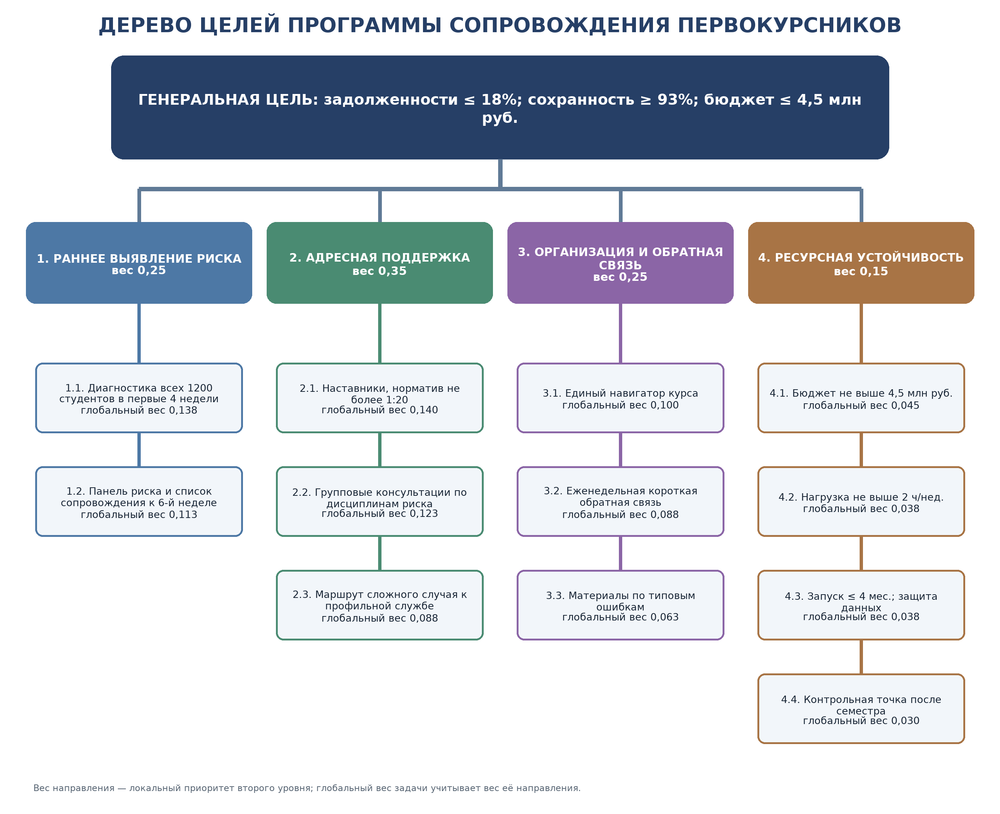 ДЕРЕВО ЦЕЛЕЙ ПРОГРАММЫ СОПРОВОЖДЕНИЯ ПЕРВОКУРСНИКОВ
ГЕНЕРАЛЬНАЯ ЦЕЛЬ: задолженности ≤ 18%; сохранность ≥ 93%; бюджет ≤ 4,5 млн
руб.
1. РАННЕЕ ВЫЯВЛЕНИЕ РИСКА
вес 0,25
2. АДРЕСНАЯ ПОДДЕРЖКА
вес 0,35
3. ОРГАНИЗАЦИЯ И ОБРАТНАЯ
СВЯЗЬ
вес 0,25
4. РЕСУРСНАЯ УСТОЙЧИВОСТЬ
вес 0,15
1.1. Диагностика всех 1200
студентов в первые 4 недели
глобальный вес 0,138
2.1. Наставники, норматив не
более 1:20
глобальный вес 0,140
3.1. Единый навигатор курса
глобальный вес 0,100
4.1. Бюджет не выше 4,5 млн руб.
глобальный вес 0,045
1.2. Панель риска и список
сопровождения к 6-й неделе
глобальный вес 0,113
2.2. Групповые консультации по
дисциплинам риска
глобальный вес 0,123
3.2. Еженедельная короткая
обратная связь
глобальный вес 0,088
4.2. Нагрузка не выше 2 ч/нед.
глобальный вес 0,038
2.3. Маршрут сложного случая к
профильной службе
глобальный вес 0,088
3.3. Материалы по типовым
ошибкам
глобальный вес 0,063
4.3. Запуск ≤ 4 мес.; защита
данных
глобальный вес 0,038
4.4. Контрольная точка после
семестра
глобальный вес 0,030
Вес направления — локальный приоритет второго уровня; глобальный вес задачи учитывает вес её направления.